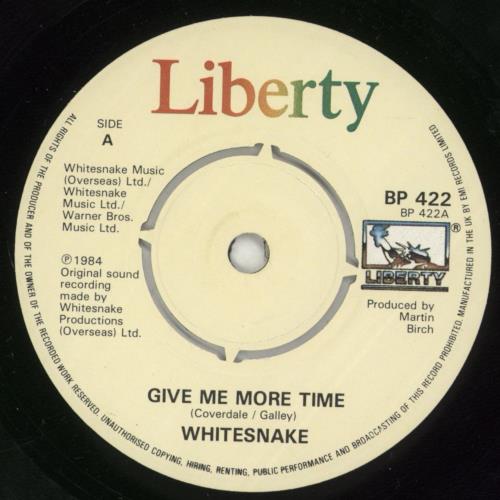 Liberty
SIDE
A
Whitesnake Music
(Overseas) Ltd./
Whitesnake
Music Ltd./
Warner Bros.
Music Ltd.
Ⓟ1984
Original sound
recording
made by
Whitesnake
Productions
(Overseas) Ltd.
BP 422
BP 422A
®
LIBERTY
Produced by
Martin
Birch
GIVE ME MORE TIME
(Coverdale / Galley)
WHITESNAKE
ALL RIGHTS OF THE PRODUCER AND OF THE OWNER OF THE RECORDED WORK RESERVED. UNAUTHORISED COPYING, HIRING, RENTING, PUBLIC PERFORMANCE AND BROADCASTING OF THIS RECORD PROHIBITED. MANUFACTURED IN THE UK BY EMI RECORDS LIMITED